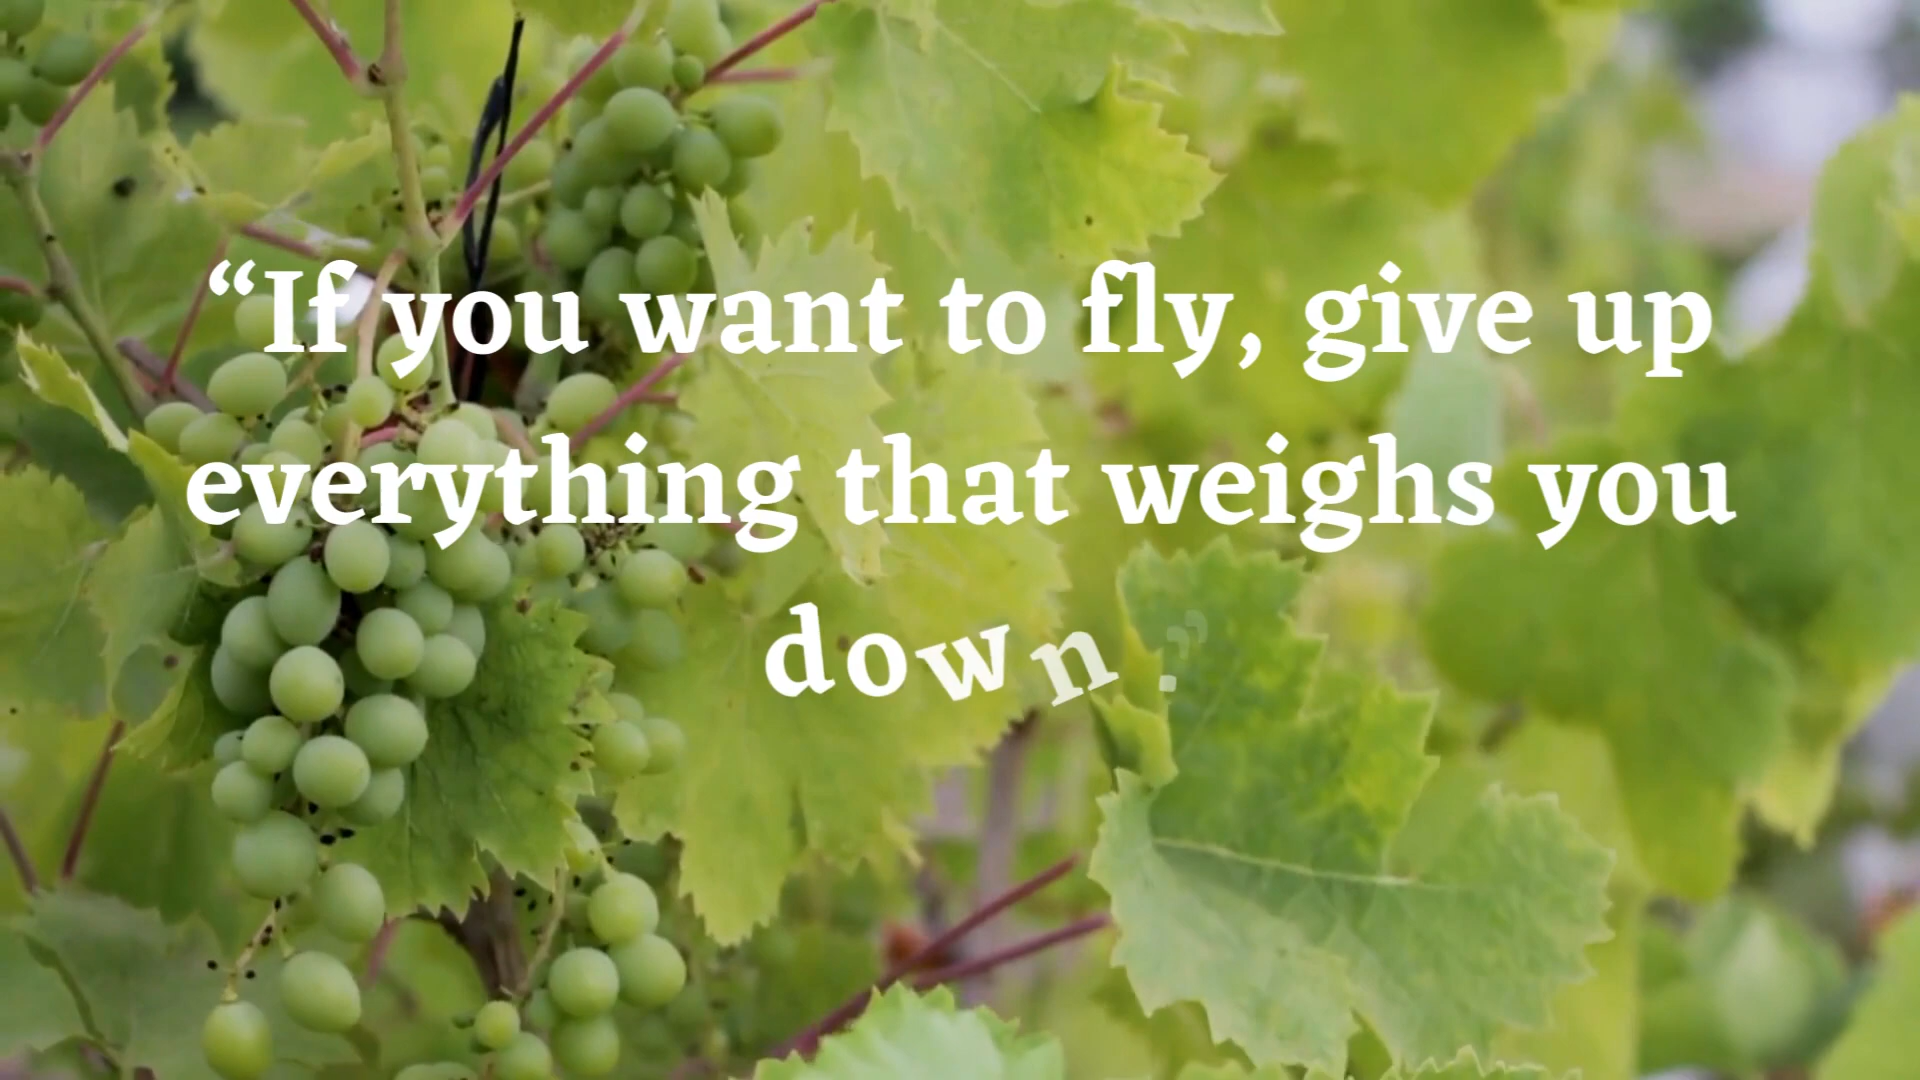 “If you want to fly, give up
everything that weighs you
down.”